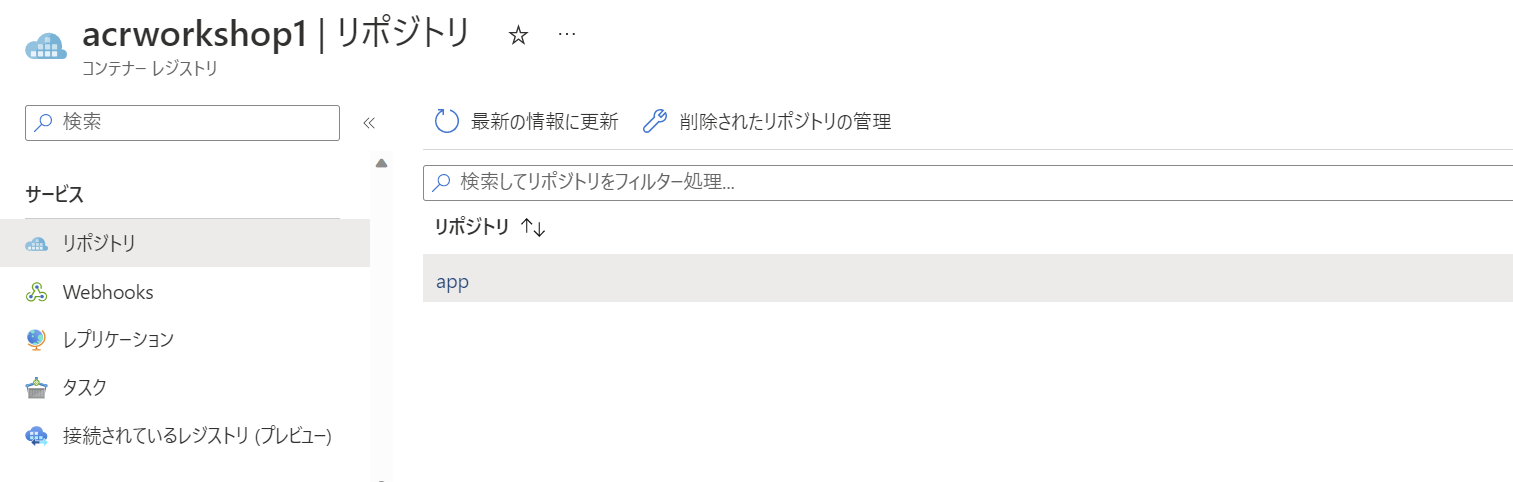 acrworkshop1 | リポジトリ ☆ …
コンテナー レジストリ
検索 «
最新の情報に更新 削除されたリポジトリの管理
検索してリポジトリをフィルター処理...
サービス
リポジトリ ↑↓
リポジトリ
app
Webhooks
レプリケーション
タスク
接続されているレジストリ (プレビュー)